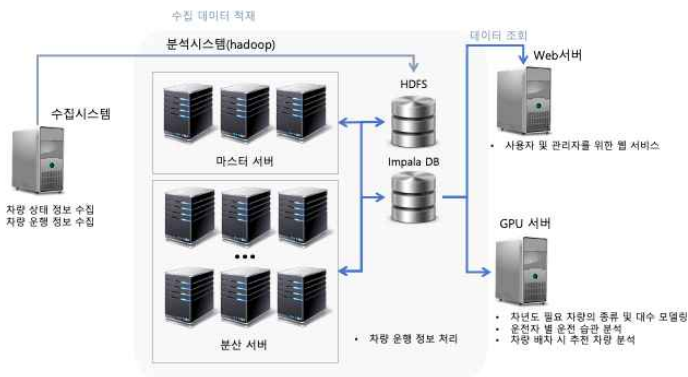 수집 데이터 적재
분석시스템(hadoop)
데이터 조회
Web서버
HDFS
수집시스템
• 사용자 및 관리자를 위한 웹 서비스
마스터 서버
Impala DB
차량 상태 정보 수집
차량 운행 정보 수집
GPU 서버
•••
• 차년도 필요 차량의 종류 및 대수 모델링
• 운전자 별 운전 습관 분석
• 차량 배차 시 추전 차량 분석
분산 서버
• 차량 운행 정보 처리